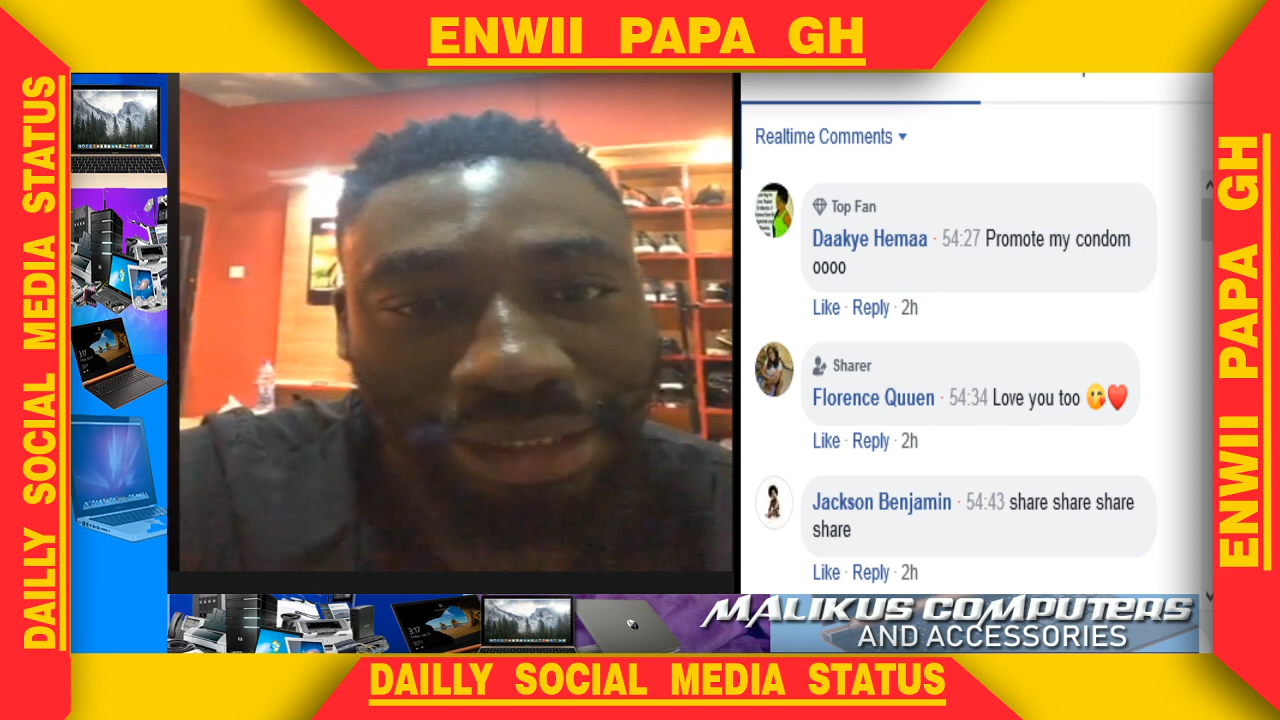 ENWII PAPA GH
DAILLY SOCIAL MEDIA STATUS
Realtime Comments
Top Fan
Daakye Hemaa · 54:27 Promote my condom
oooo
Like · Reply · 2h
Sharer
Florence Quuen · 54:34 Love you too 😘❤️
Like · Reply · 2h
Jackson Benjamin · 54:43 share share share
share
Like · Reply · 2h
ENWII PAPA GH
MALIKUS COMPUTERS
AND ACCESSORIES
DAILLY SOCIAL MEDIA STATUS